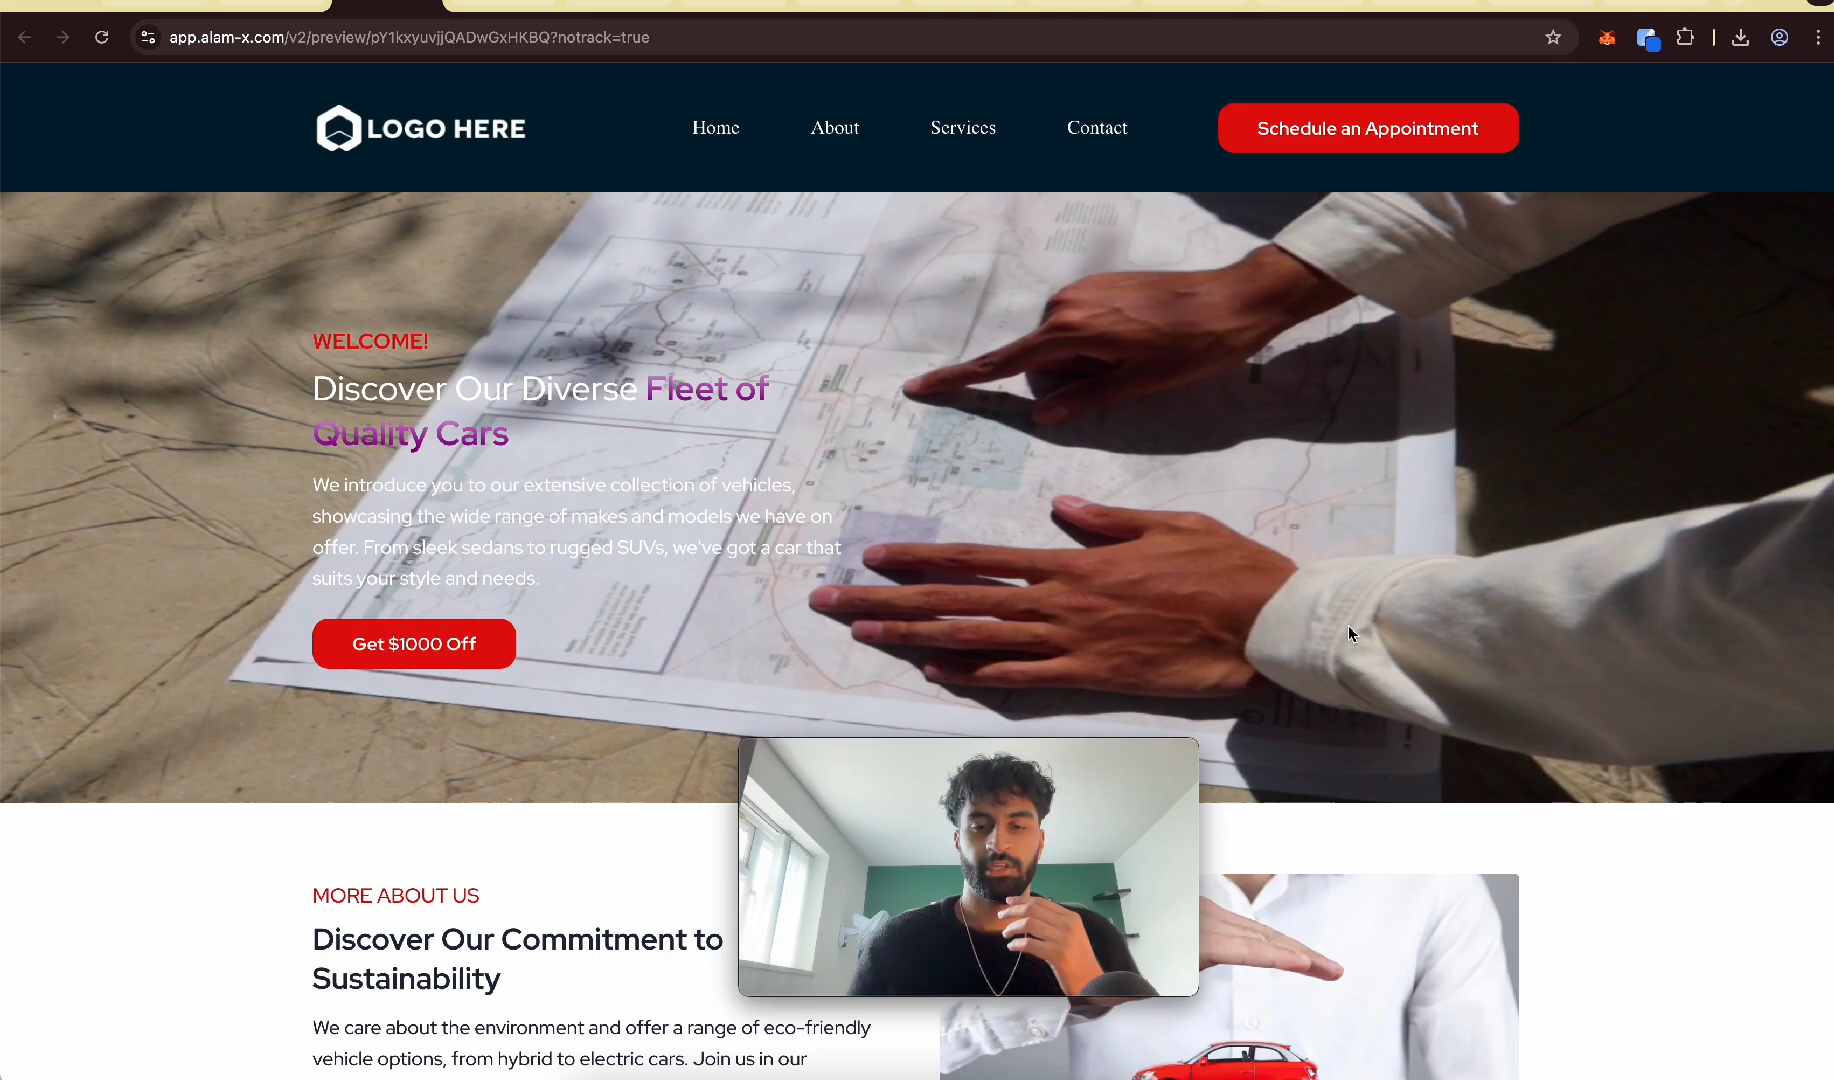 app.alam-x.com/v2/preview/pY1kxyuvjjQADwGxHKBQ?notrack=true
LOGO HERE
Home
About
Services
Contact
Schedule an Appointment
WELCOME!
Discover Our Diverse Fleet of
Quality Cars
We introduce you to our extensive collection of vehicles,
showcasing the wide range of makes and models we have on
offer. From sleek sedans to rugged SUVs, we've got a car that
suits your style and needs.
Get $1000 Off
MORE ABOUT US
Discover Our Commitment to
Sustainability
We care about the environment and offer a range of eco-friendly
vehicle options, from hybrid to electric cars. Join us in our